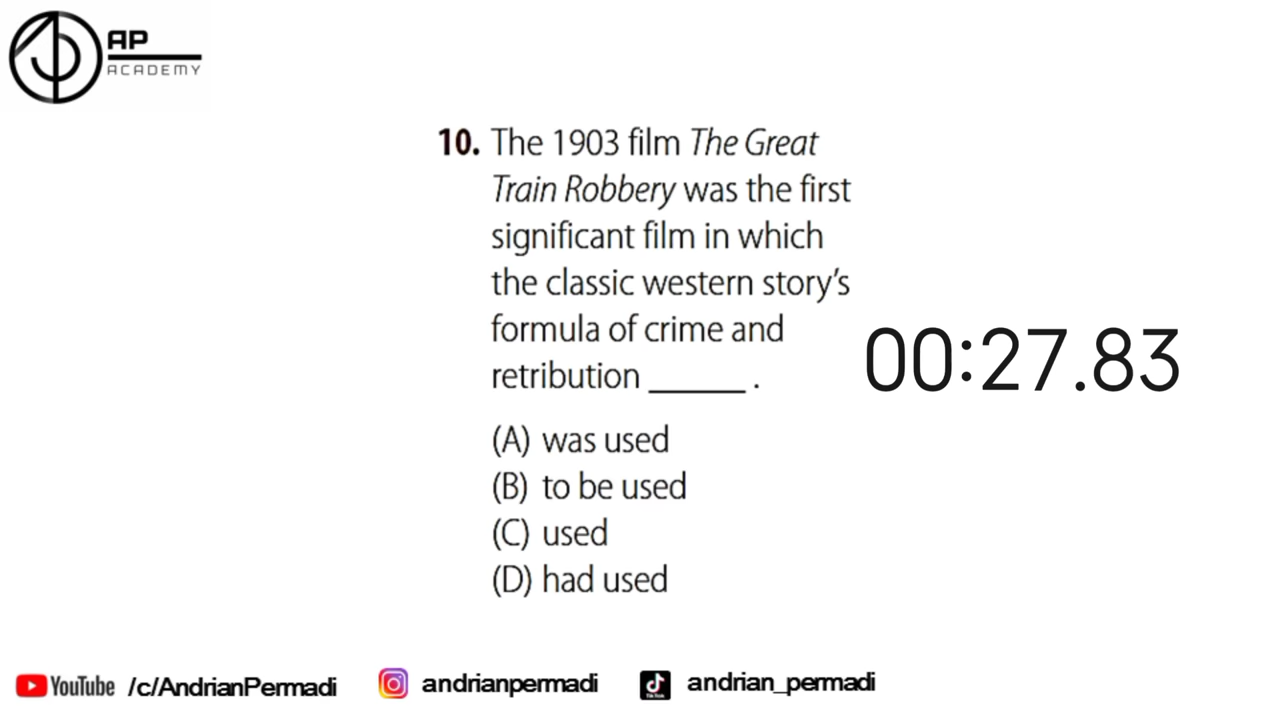 AP
ACADEMY
10. The 1903 film The Great
Train Robbery was the first
significant film in which
the classic western story's
formula of crime and
retribution ______ .
00:27.83
(A) was used
(B) to be used
(C) used
(D) had used
YouTube /c/AndrianPermadi
andrianpermadi
andrian_permadi